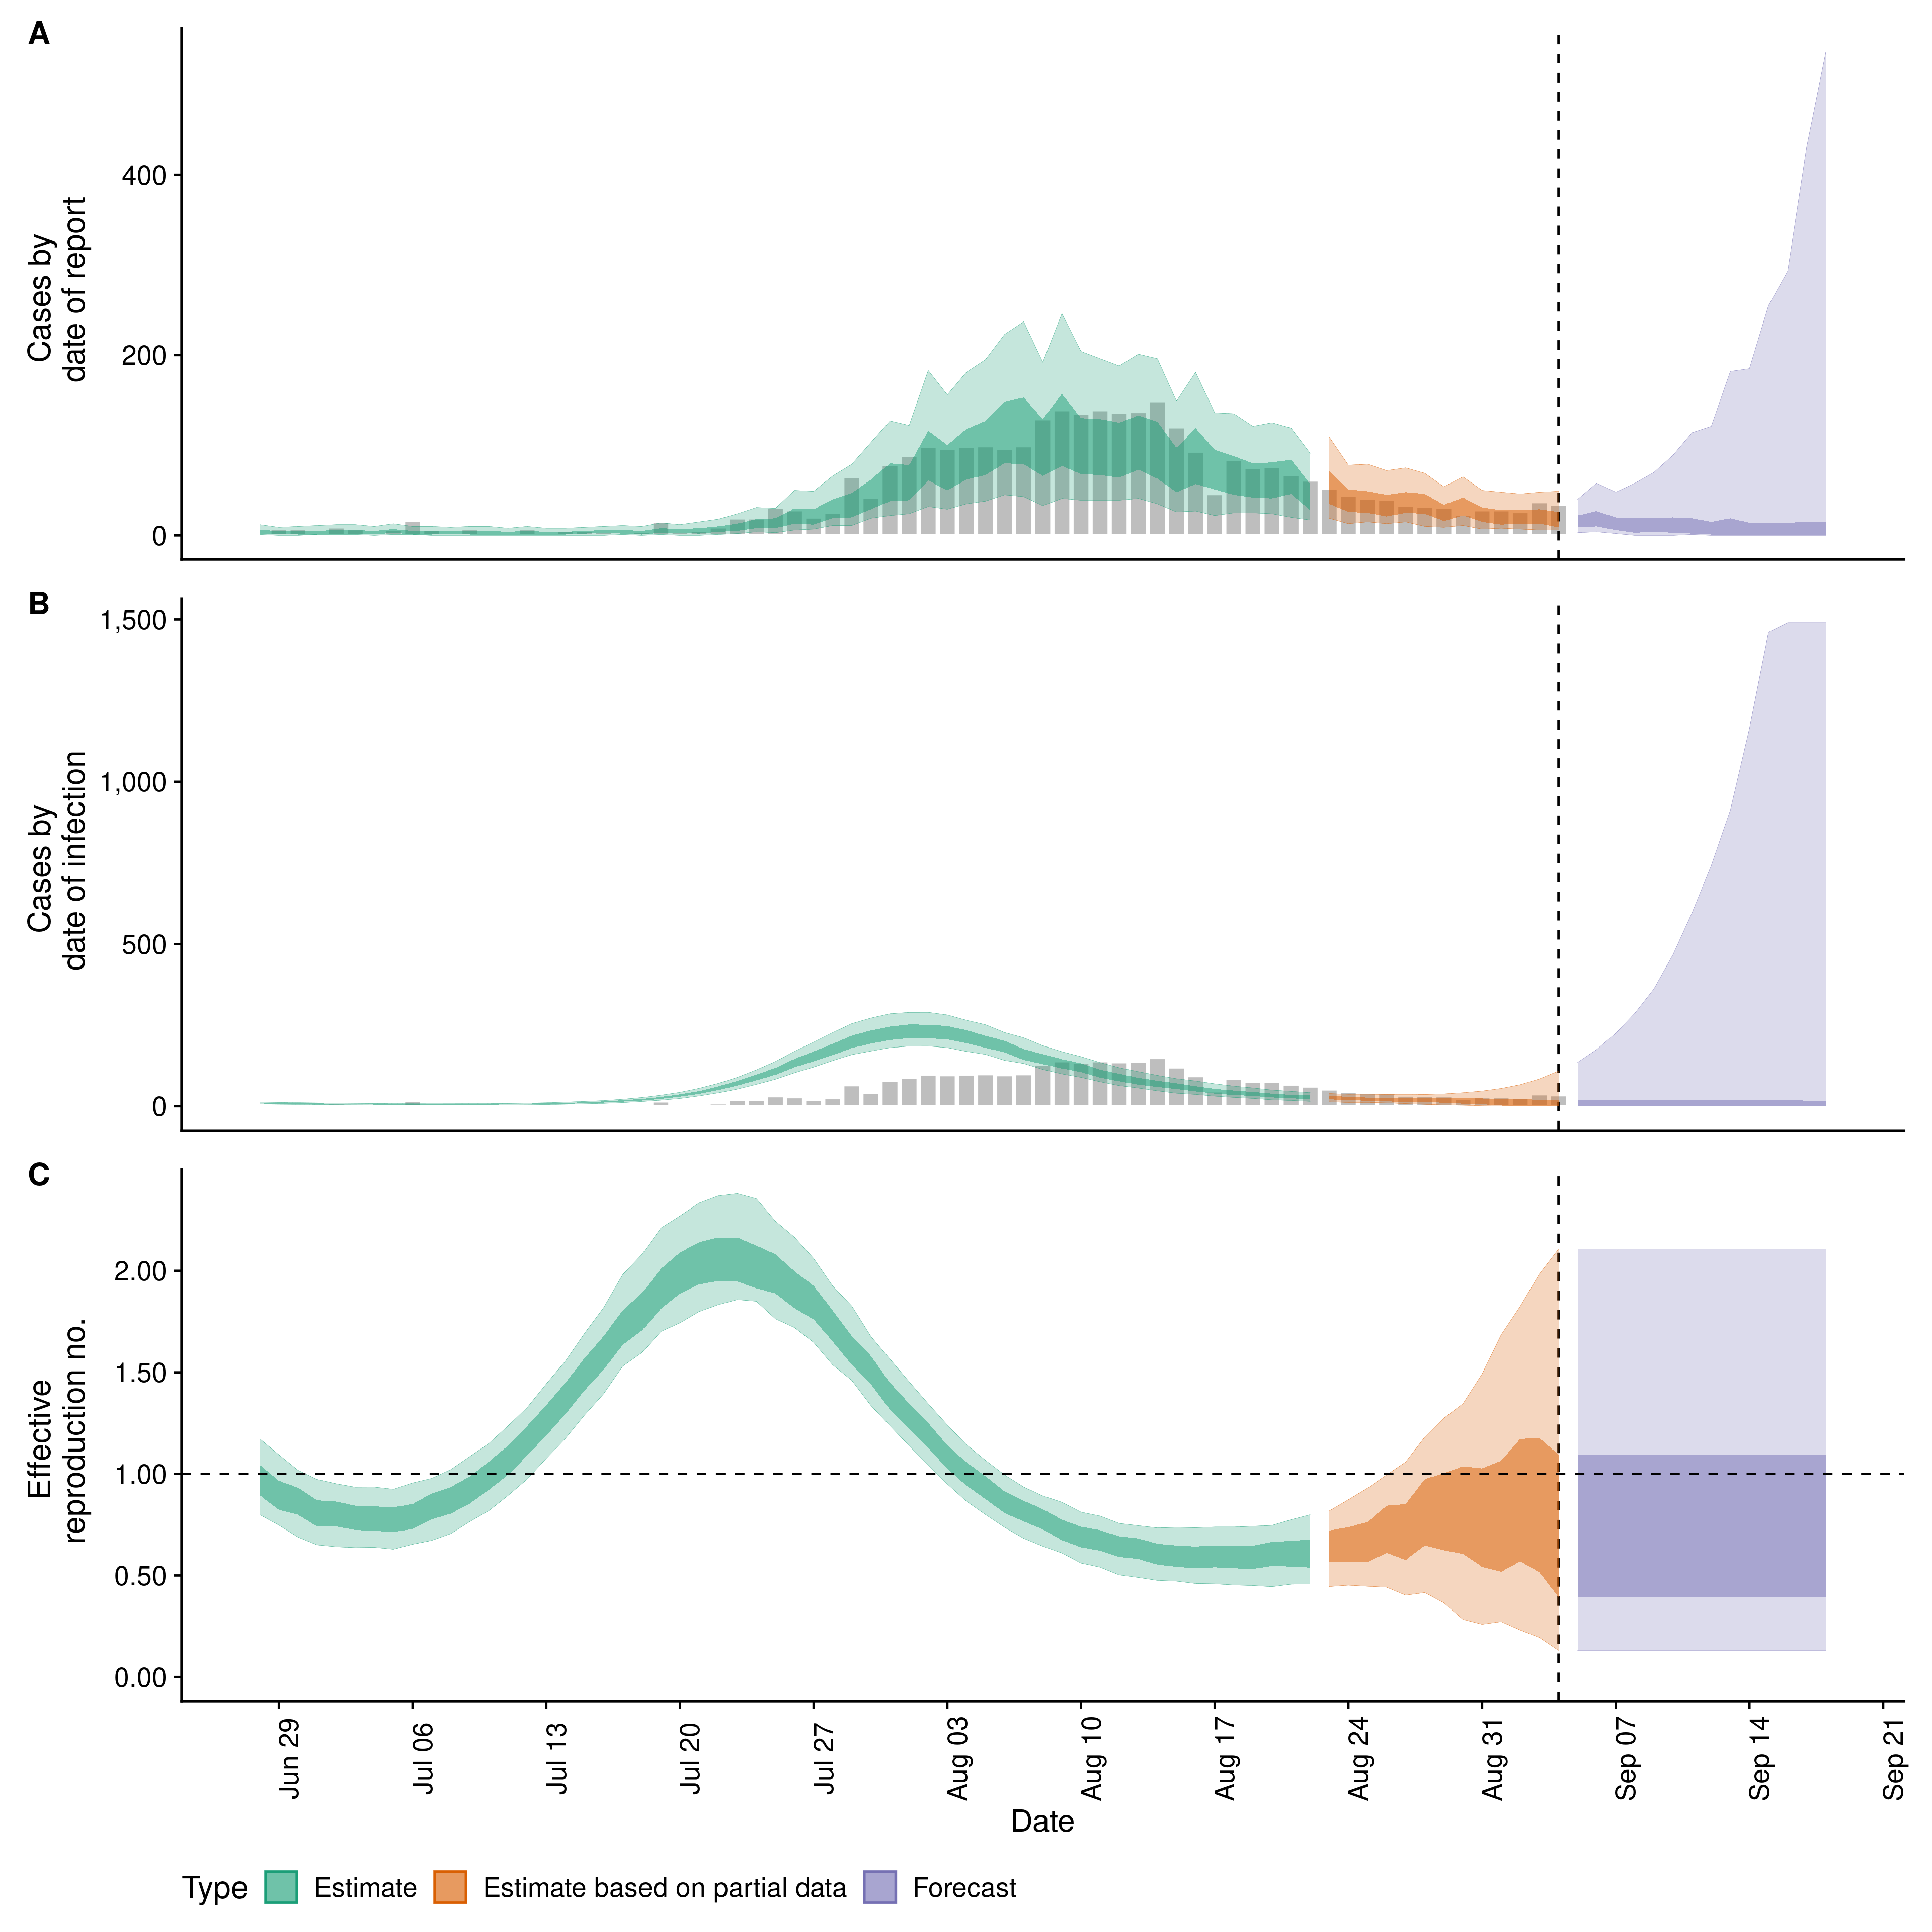 A
Cases by
date of report
400
200
0
B
Cases by
date of infection
1,500
1,000
500
0
C
Effective
reproduction no.
2.00
1.50
1.00
0.50
0.00
Jun 29
Jul 06
Jul 13
Jul 20
Jul 27
Aug 03
Aug 10
Aug 17
Aug 24
Aug 31
Sep 07
Sep 14
Sep 21
Date
Type
Estimate
Estimate based on partial data
Forecast